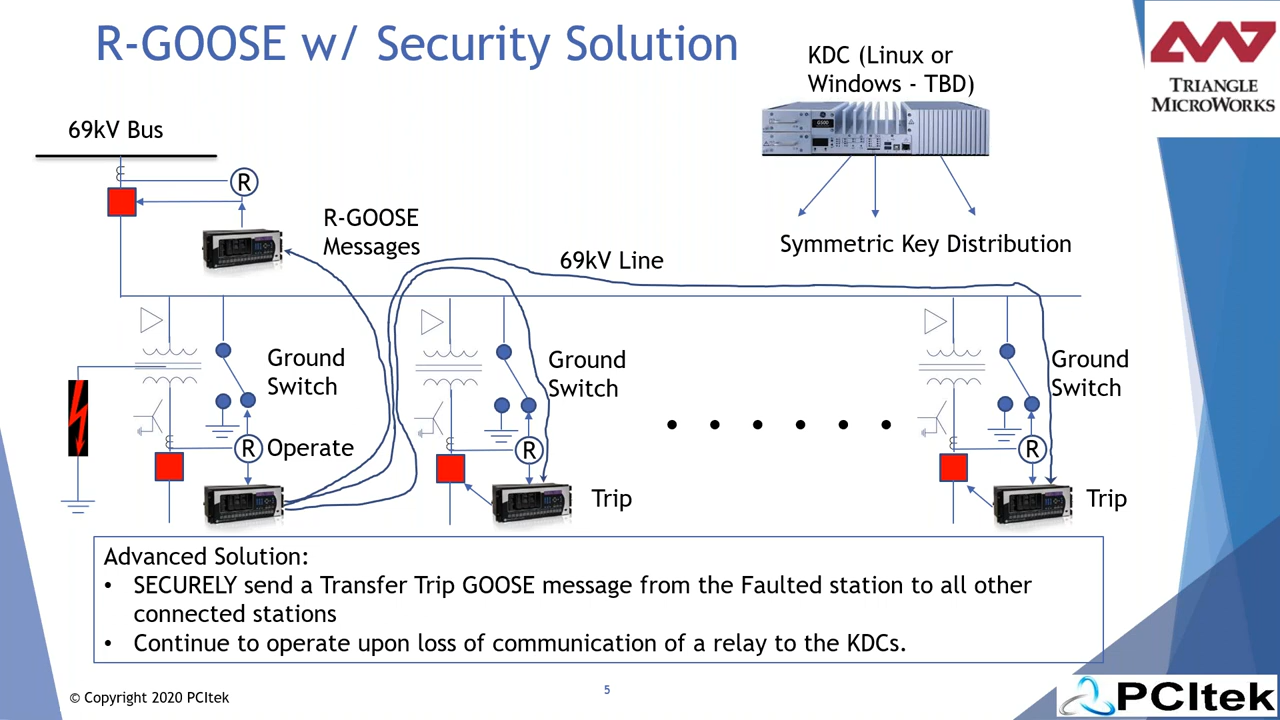 R-GOOSE w/ Security Solution
KDC (Linux or
Windows - TBD)
TRIANGLE
MICROWORKS
69kV Bus
R
G500
R-GOOSE
Messages
Symmetric Key Distribution
69kV Line
Ground
Switch
Ground
Switch
Ground
Switch
R Operate
R
R
Trip
Trip
Advanced Solution:
• SECURELY send a Transfer Trip GOOSE message from the Faulted station to all other
connected stations
• Continue to operate upon loss of communication of a relay to the KDCs.
© Copyright 2020 PCItek
5
PCItek